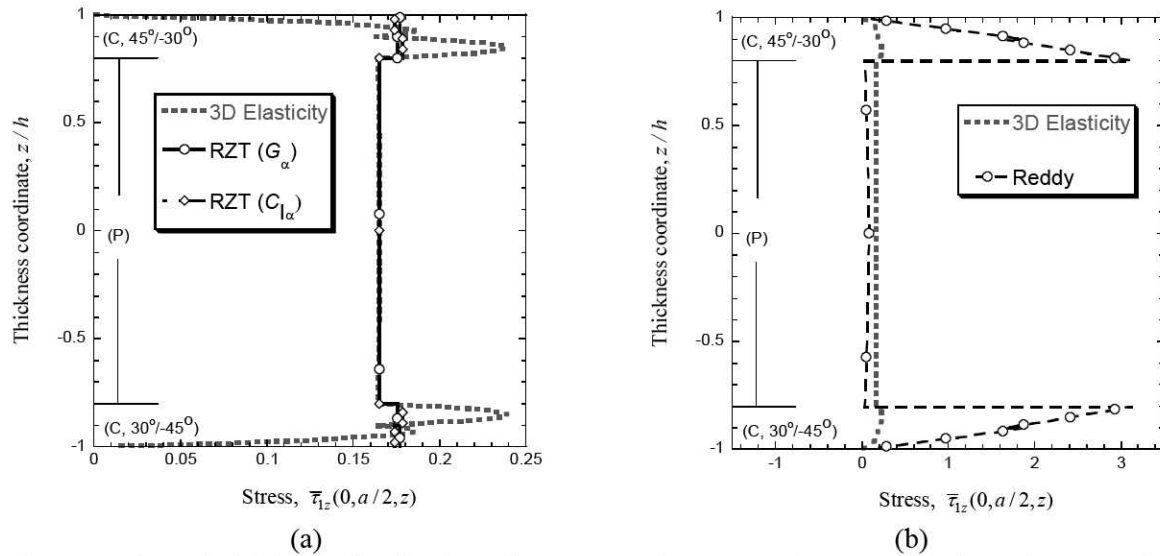 1
(C, 45°/-30°)
0.5
3D Elasticity
RZT (Gα)
RZT (C|α)
0
(P)
-0.5
(C, 30°/-45°)
-1
0
0.05
0.1
0.15
0.2
0.25
Thickness coordinate, z / h
Stress, τ̅1z(0, a / 2, z)
(a)
1
(C, 45°/-30°)
0.5
3D Elasticity
Reddy
0
(P)
-0.5
(C, 30°/-45°)
-1
-1
0
1
2
3
Thickness coordinate, z / h
Stress, τ̅1z(0, a / 2, z)
(b)